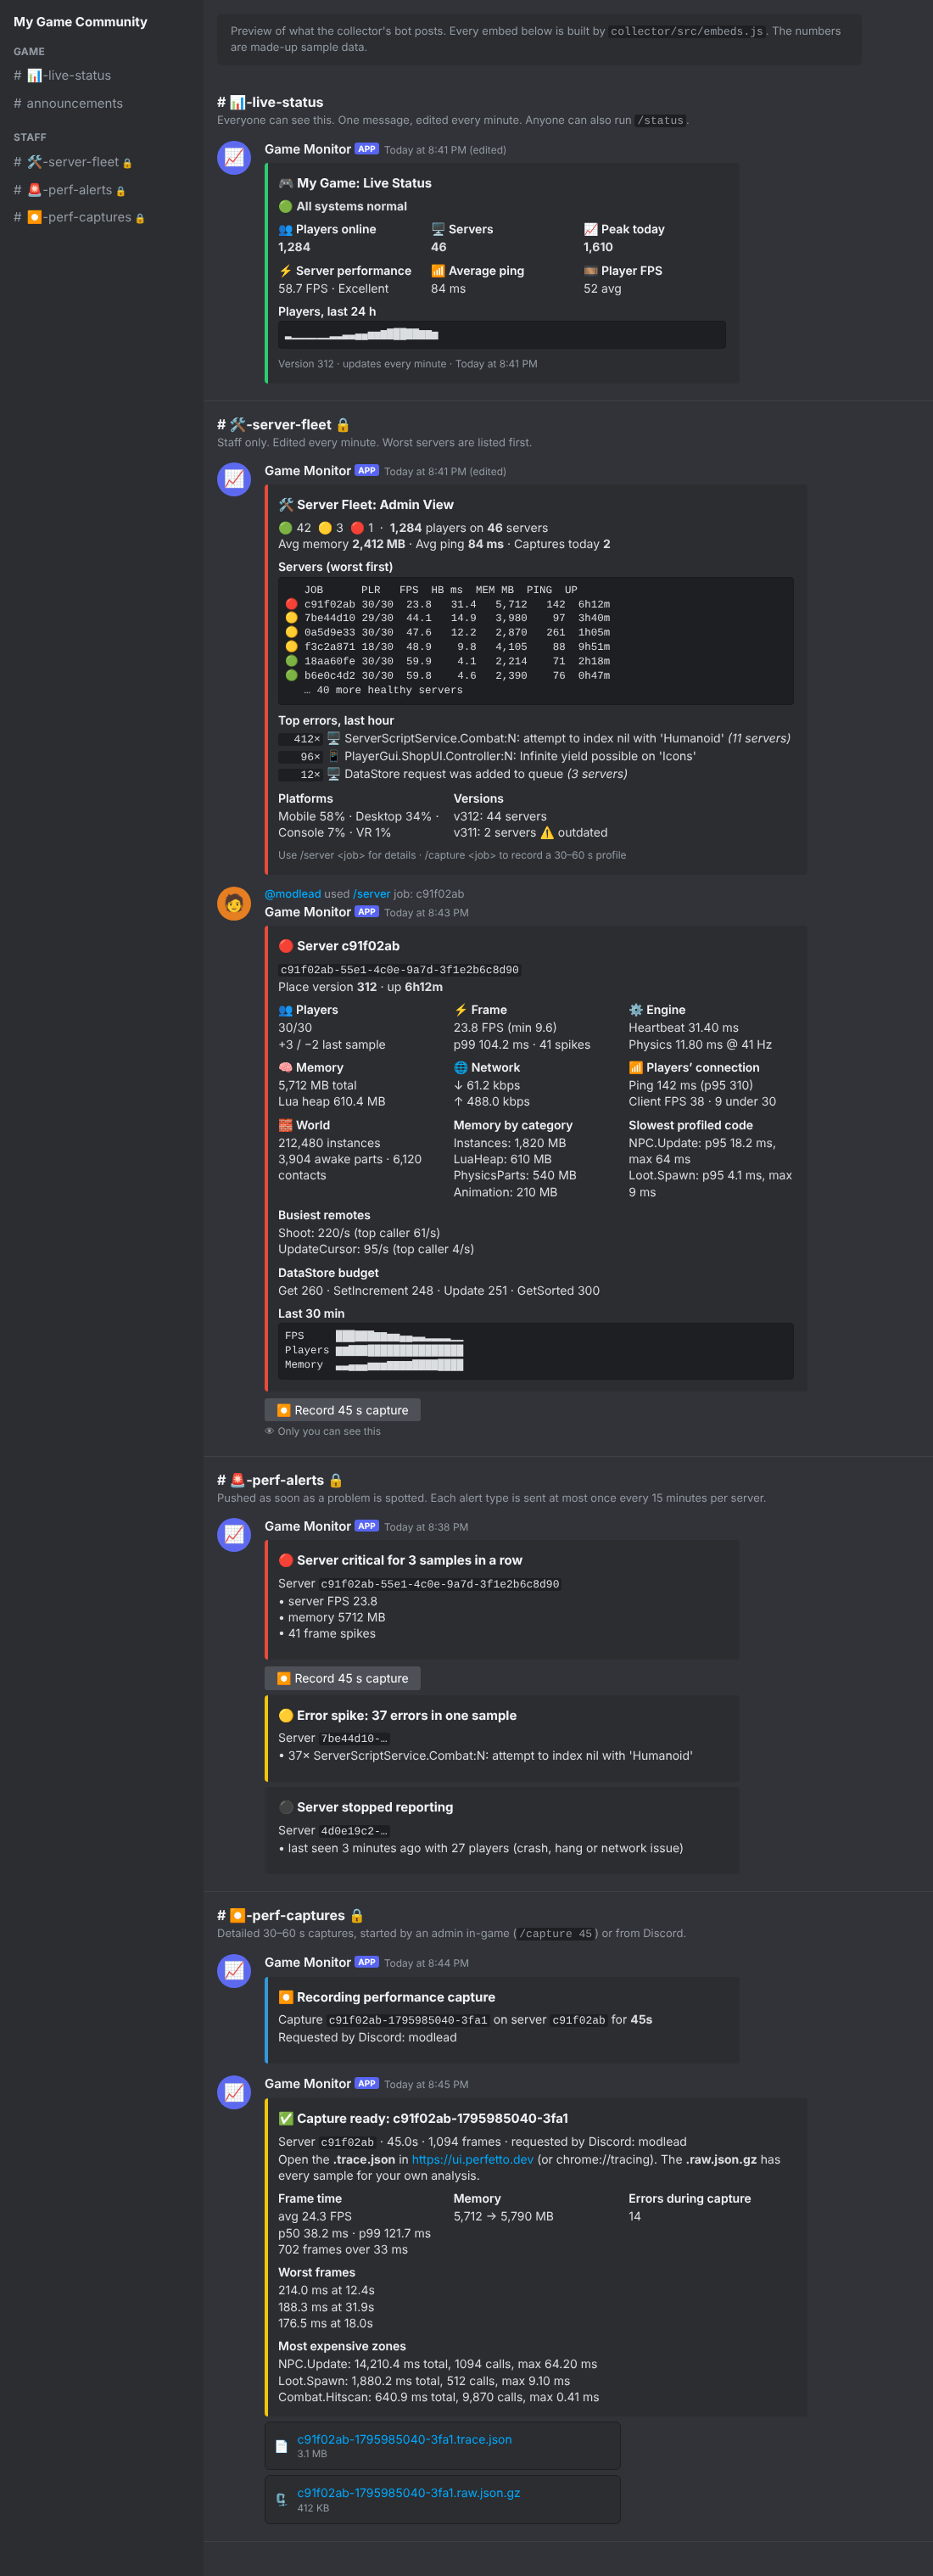 My Game Community
GAME
# 📊-live-status
# announcements
STAFF
# 🛠️-server-fleet 🔒
# 🚨-perf-alerts 🔒
# ⏺️-perf-captures 🔒
Preview of what the collector's bot posts. Every embed below is built by collector/src/embeds.js. The numbers
are made-up sample data.
# 📊-live-status
Everyone can see this. One message, edited every minute. Anyone can also run /status.
Game Monitor APP Today at 8:41 PM (edited)
🎮 My Game: Live Status
🟢 All systems normal
👥 Players online 🖥️ Servers 📈 Peak today
1,284 46 1,610
⚡ Server performance 📶 Average ping 🎞️ Player FPS
58.7 FPS · Excellent 84 ms 52 avg
Players, last 24 h
Version 312 · updates every minute · Today at 8:41 PM
# 🛠️-server-fleet 🔒
Staff only. Edited every minute. Worst servers are listed first.
Game Monitor APP Today at 8:41 PM (edited)
🛠️ Server Fleet: Admin View
🟢 42 🟡 3 🔴 1 · 1,284 players on 46 servers
Avg memory 2,412 MB · Avg ping 84 ms · Captures today 2
Servers (worst first)
JOB PLR FPS HB ms MEM MB PING UP
🔴 c91f02ab 30/30 23.8 31.4 5,712 142 6h12m
🟡 7be44d10 29/30 44.1 14.9 3,980 97 3h40m
🟡 0a5d9e33 30/30 47.6 12.2 2,870 261 1h05m
🟡 f3c2a871 18/30 48.9 9.8 4,105 88 9h51m
🟢 18aa60fe 30/30 59.9 4.1 2,214 71 2h18m
🟢 b6e0c4d2 30/30 59.8 4.6 2,390 76 0h47m
… 40 more healthy servers
Top errors, last hour
412× 🖥️ ServerScriptService.Combat:N: attempt to index nil with 'Humanoid' (11 servers)
96× 📱 PlayerGui.ShopUI.Controller:N: Infinite yield possible on 'Icons'
12× 🖥️ DataStore request was added to queue (3 servers)
Platforms Versions
Mobile 58% · Desktop 34% · v312: 44 servers
Console 7% · VR 1% v311: 2 servers ⚠️ outdated
Use /server <job> for details · /capture <job> to record a 30–60 s profile
@modlead used /server job: c91f02ab
Game Monitor APP Today at 8:43 PM
🔴 Server c91f02ab
c91f02ab-55e1-4c0e-9a7d-3f1e2b6c8d90
Place version 312 · up 6h12m
👥 Players ⚡ Frame ⚙️ Engine
30/30 23.8 FPS (min 9.6) Heartbeat 31.40 ms
+3 / −2 last sample p99 104.2 ms · 41 spikes Physics 11.80 ms @ 41 Hz
🧠 Memory 🌐 Network 📶 Players’ connection
5,712 MB total ↓ 61.2 kbps Ping 142 ms (p95 310)
Lua heap 610.4 MB ↑ 488.0 kbps Client FPS 38 · 9 under 30
🧱 World Memory by category Slowest profiled code
212,480 instances Instances: 1,820 MB NPC.Update: p95 18.2 ms,
3,904 awake parts · 6,120 LuaHeap: 610 MB max 64 ms
contacts PhysicsParts: 540 MB Loot.Spawn: p95 4.1 ms, max
Animation: 210 MB 9 ms
Busiest remotes
Shoot: 220/s (top caller 61/s)
UpdateCursor: 95/s (top caller 4/s)
DataStore budget
Get 260 · SetIncrement 248 · Update 251 · GetSorted 300
Last 30 min
FPS
Players
Memory
⏺️ Record 45 s capture
👁 Only you can see this
# 🚨-perf-alerts 🔒
Pushed as soon as a problem is spotted. Each alert type is sent at most once every 15 minutes per server.
Game Monitor APP Today at 8:38 PM
🔴 Server critical for 3 samples in a row
Server c91f02ab-55e1-4c0e-9a7d-3f1e2b6c8d90
• server FPS 23.8
• memory 5712 MB
• 41 frame spikes
⏺️ Record 45 s capture
🟡 Error spike: 37 errors in one sample
Server 7be44d10-…
• 37× ServerScriptService.Combat:N: attempt to index nil with 'Humanoid'
⚫ Server stopped reporting
Server 4d0e19c2-…
• last seen 3 minutes ago with 27 players (crash, hang or network issue)
# ⏺️-perf-captures 🔒
Detailed 30–60 s captures, started by an admin in-game (/capture 45) or from Discord.
Game Monitor APP Today at 8:44 PM
⏺️ Recording performance capture
Capture c91f02ab-1795985040-3fa1 on server c91f02ab for 45s
Requested by Discord: modlead
Game Monitor APP Today at 8:45 PM
✅ Capture ready: c91f02ab-1795985040-3fa1
Server c91f02ab · 45.0s · 1,094 frames · requested by Discord: modlead
Open the .trace.json in https://ui.perfetto.dev (or chrome://tracing). The .raw.json.gz has
every sample for your own analysis.
Frame time Memory Errors during capture
avg 24.3 FPS 5,712 → 5,790 MB 14
p50 38.2 ms · p99 121.7 ms
702 frames over 33 ms
Worst frames
214.0 ms at 12.4s
188.3 ms at 31.9s
176.5 ms at 18.0s
Most expensive zones
NPC.Update: 14,210.4 ms total, 1094 calls, max 64.20 ms
Loot.Spawn: 1,880.2 ms total, 512 calls, max 9.10 ms
Combat.Hitscan: 640.9 ms total, 9,870 calls, max 0.41 ms
c91f02ab-1795985040-3fa1.trace.json
3.1 MB
c91f02ab-1795985040-3fa1.raw.json.gz
412 KB